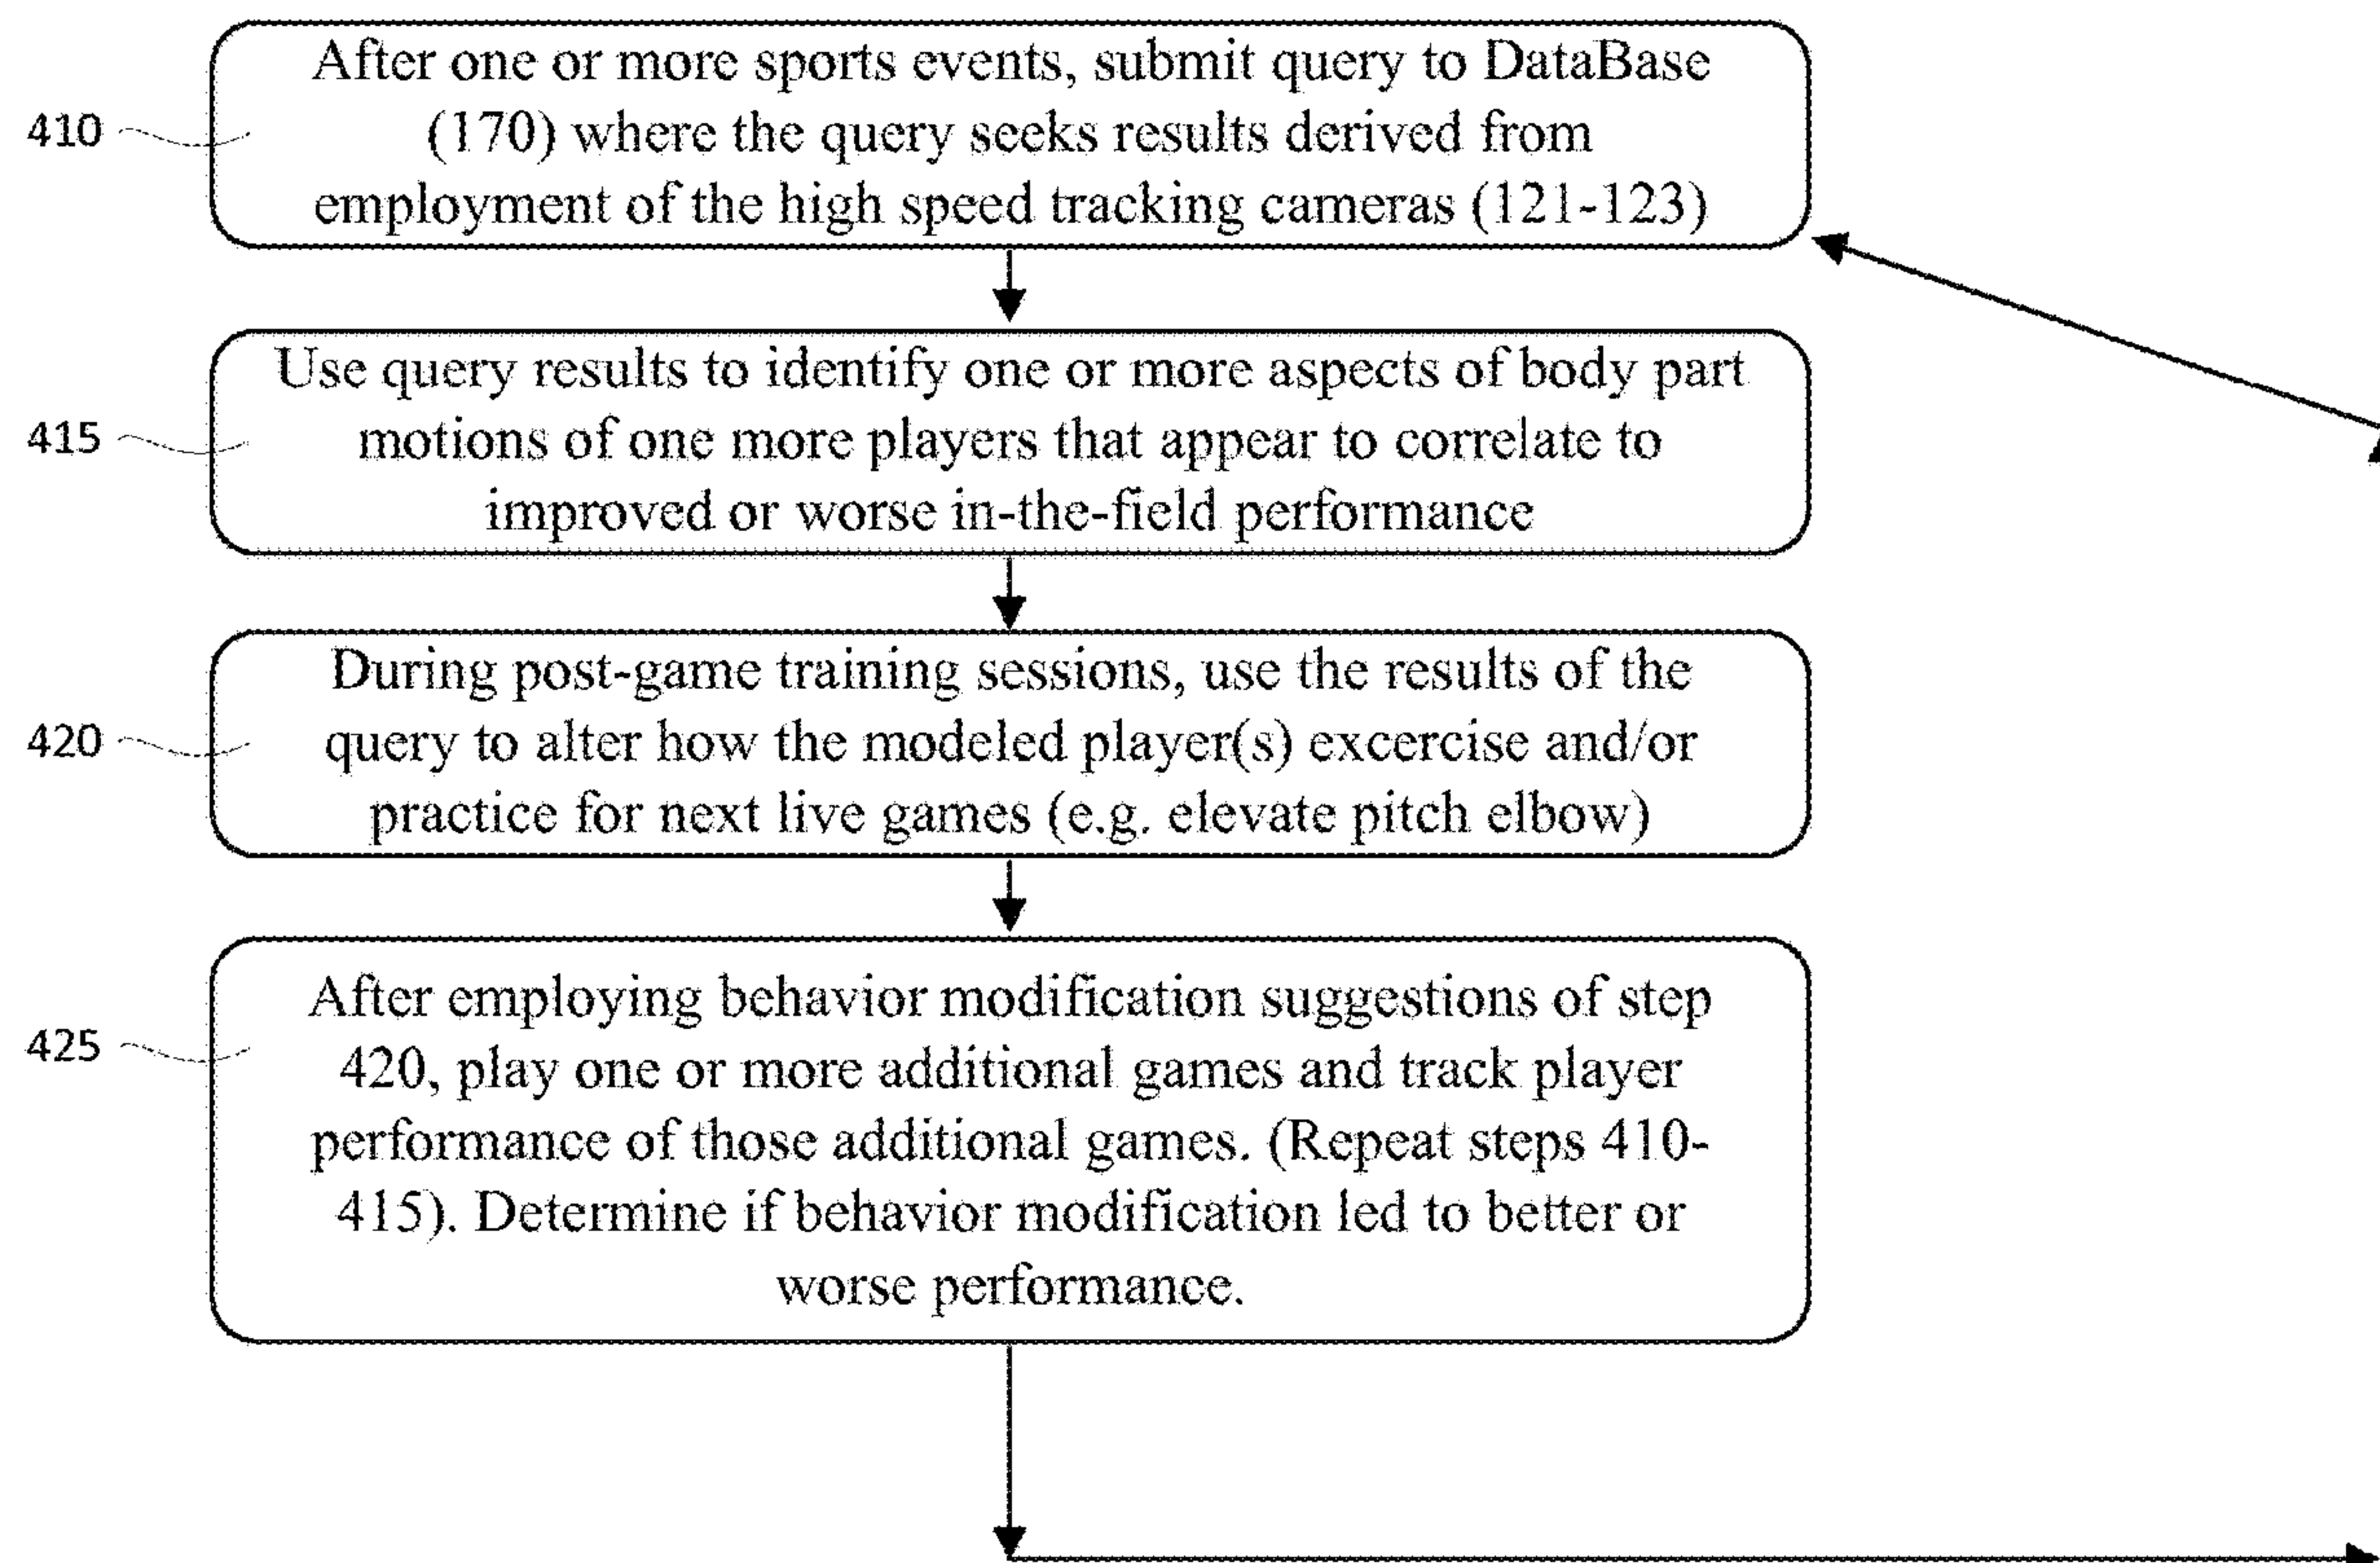 After one or more sports events, submit query to DataBase
410
(170) where the query seeks results derived from
employment of the high speed tracking cameras (121-123)
Use query results to identify one or more aspects of body part
415
motions of one more players that appear to correlate to
improved or worse in-the-field performance
During post-game training sessions, use the results of the
420
query to alter how the modeled player(s) excercise and/or
practice for next live games (e.g. elevate pitch elbow)
After employing behavior modification suggestions of step
425
420, play one or more additional games and track player
performance of those additional games. (Repeat steps 410-
415). Determine if behavior modification led to better or
worse performance.